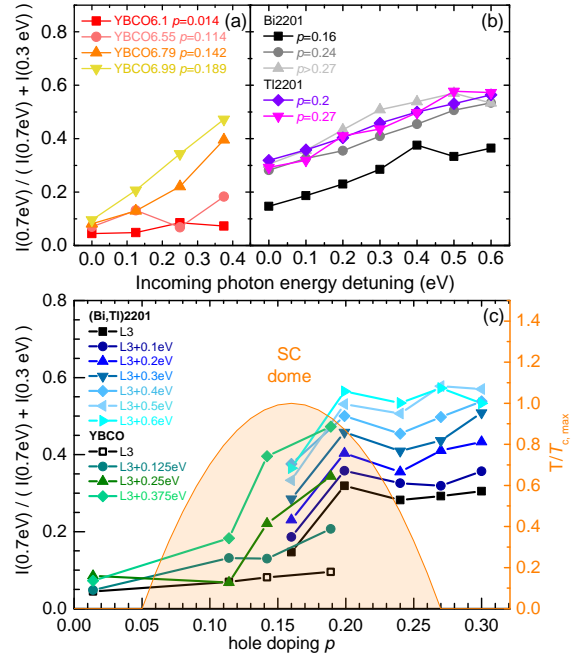 (a)
YBCO6.1 p=0.014
YBCO6.55 p=0.114
YBCO6.79 p=0.142
YBCO6.99 p=0.189
(b)
Bi2201
p=0.16
p=0.24
p>0.27
Tl2201
p=0.2
p=0.27
I(0.7eV) / ( I(0.7eV) + I(0.3 eV) )
0.8
0.6
0.4
0.2
0.0
0.0 0.1 0.2 0.3 0.4
0.0 0.1 0.2 0.3 0.4 0.5 0.6
Incoming photon energy detuning (eV)
(c)
(Bi,Tl)2201
L3
L3+0.1eV
L3+0.2eV
L3+0.3eV
L3+0.4eV
L3+0.5eV
L3+0.6eV
YBCO
L3
L3+0.125eV
L3+0.25eV
L3+0.375eV
SC
dome
I(0.7eV) / ( I(0.7eV) + I(0.3 eV) )
0.8
0.6
0.4
0.2
0.0
0.00 0.05 0.10 0.15 0.20 0.25 0.30
hole doping p
1.4
1.2
1.0
0.8
0.6
0.4
0.2
0.0
T/Tc,max